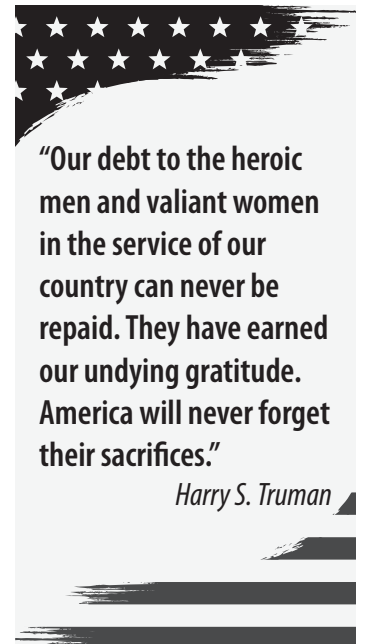 “Our debt to the heroic
men and valiant women
in the service of our
country can never be
repaid. They have earned
our undying gratitude.
America will never forget
their sacrifices.”
Harry S. Truman